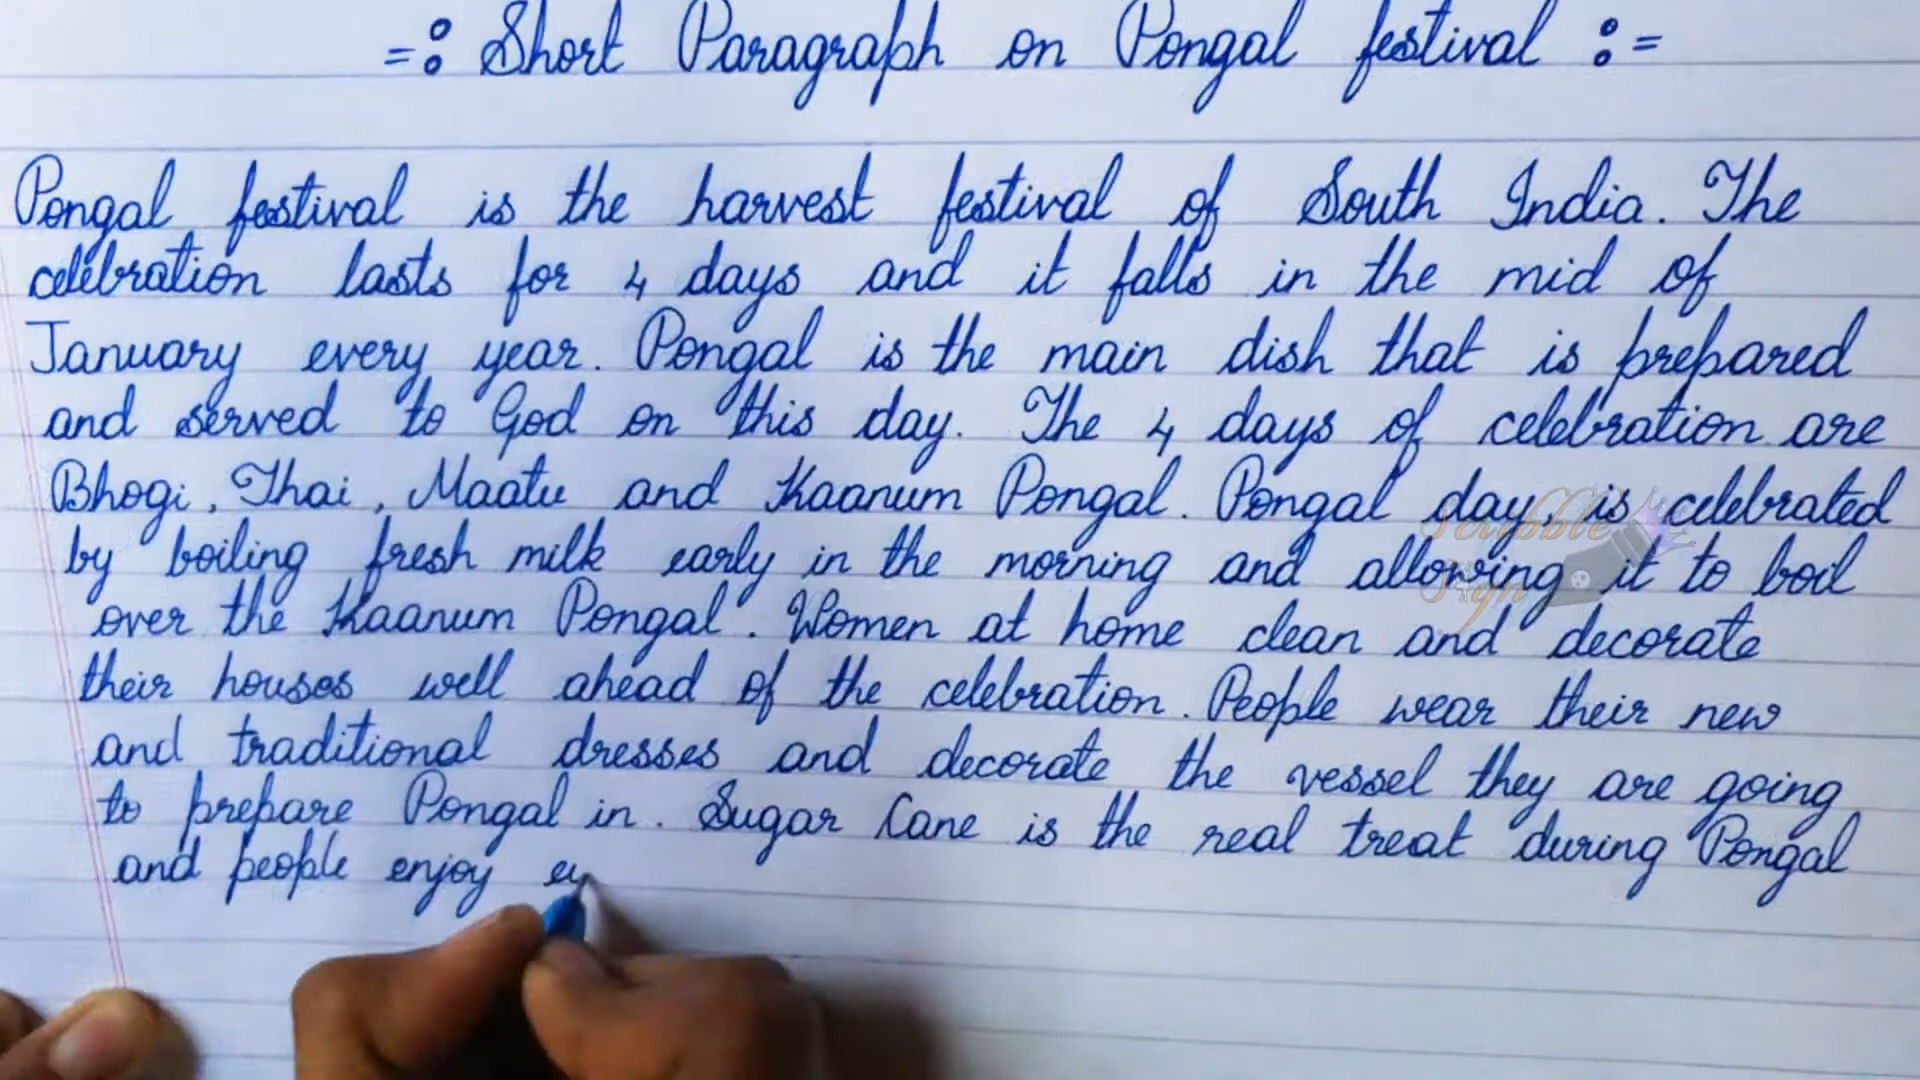 =: Short Paragraph on Pongal festival :=
Pongal festival is the harvest festival of South India. The
celebration lasts for 4 days and it falls in the mid of
January every year. Pongal is the main dish that is prepared
and served to God on this day. The 4 days of celebration are
Bhogi, Thai, Maatu and Kaanum Pongal. Pongal day, is celebrated
by boiling fresh milk early in the morning and allowing it to boil
over the Kaanum Pongal. Women at home clean and decorate
their houses well ahead of the celebration. People wear their new
and traditional dresses and decorate the vessel they are going
to prepare Pongal in. Sugar Cane is the real treat during Pongal
and people enjoy
Scribble